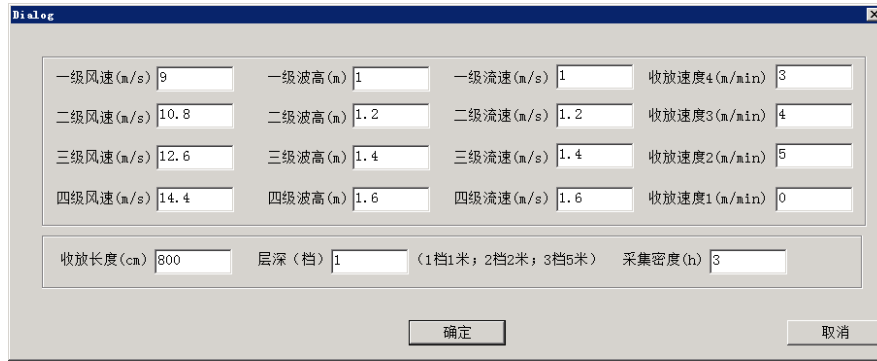 Dialog
一级风速(m/s) 9 一级波高(m) 1 一级流速(m/s) 1 收放速度4(m/min) 3
二级风速(m/s) 10.8 二级波高(m) 1.2 二级流速(m/s) 1.2 收放速度3(m/min) 4
三级风速(m/s) 12.6 三级波高(m) 1.4 三级流速(m/s) 1.4 收放速度2(m/min) 5
四级风速(m/s) 14.4 四级波高(m) 1.6 四级流速(m/s) 1.6 收放速度1(m/min) 0
收放长度(cm) 800 层深（档） 1 （1档1米；2档2米；3档5米） 采集密度(h) 3
确定 取消